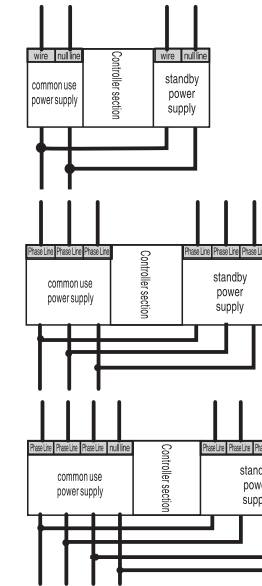 wire null line wire null line
common use
power supply
Controller section
standby
power
supply
Phase Line Phase Line Phase Line Phase Line Phase Line Phase Line
common use
power supply
Controller section
standby
power
supply
Phase Line Phase Line Phase Line null line Phase Line Phase Line
common use
power supply
Controller section